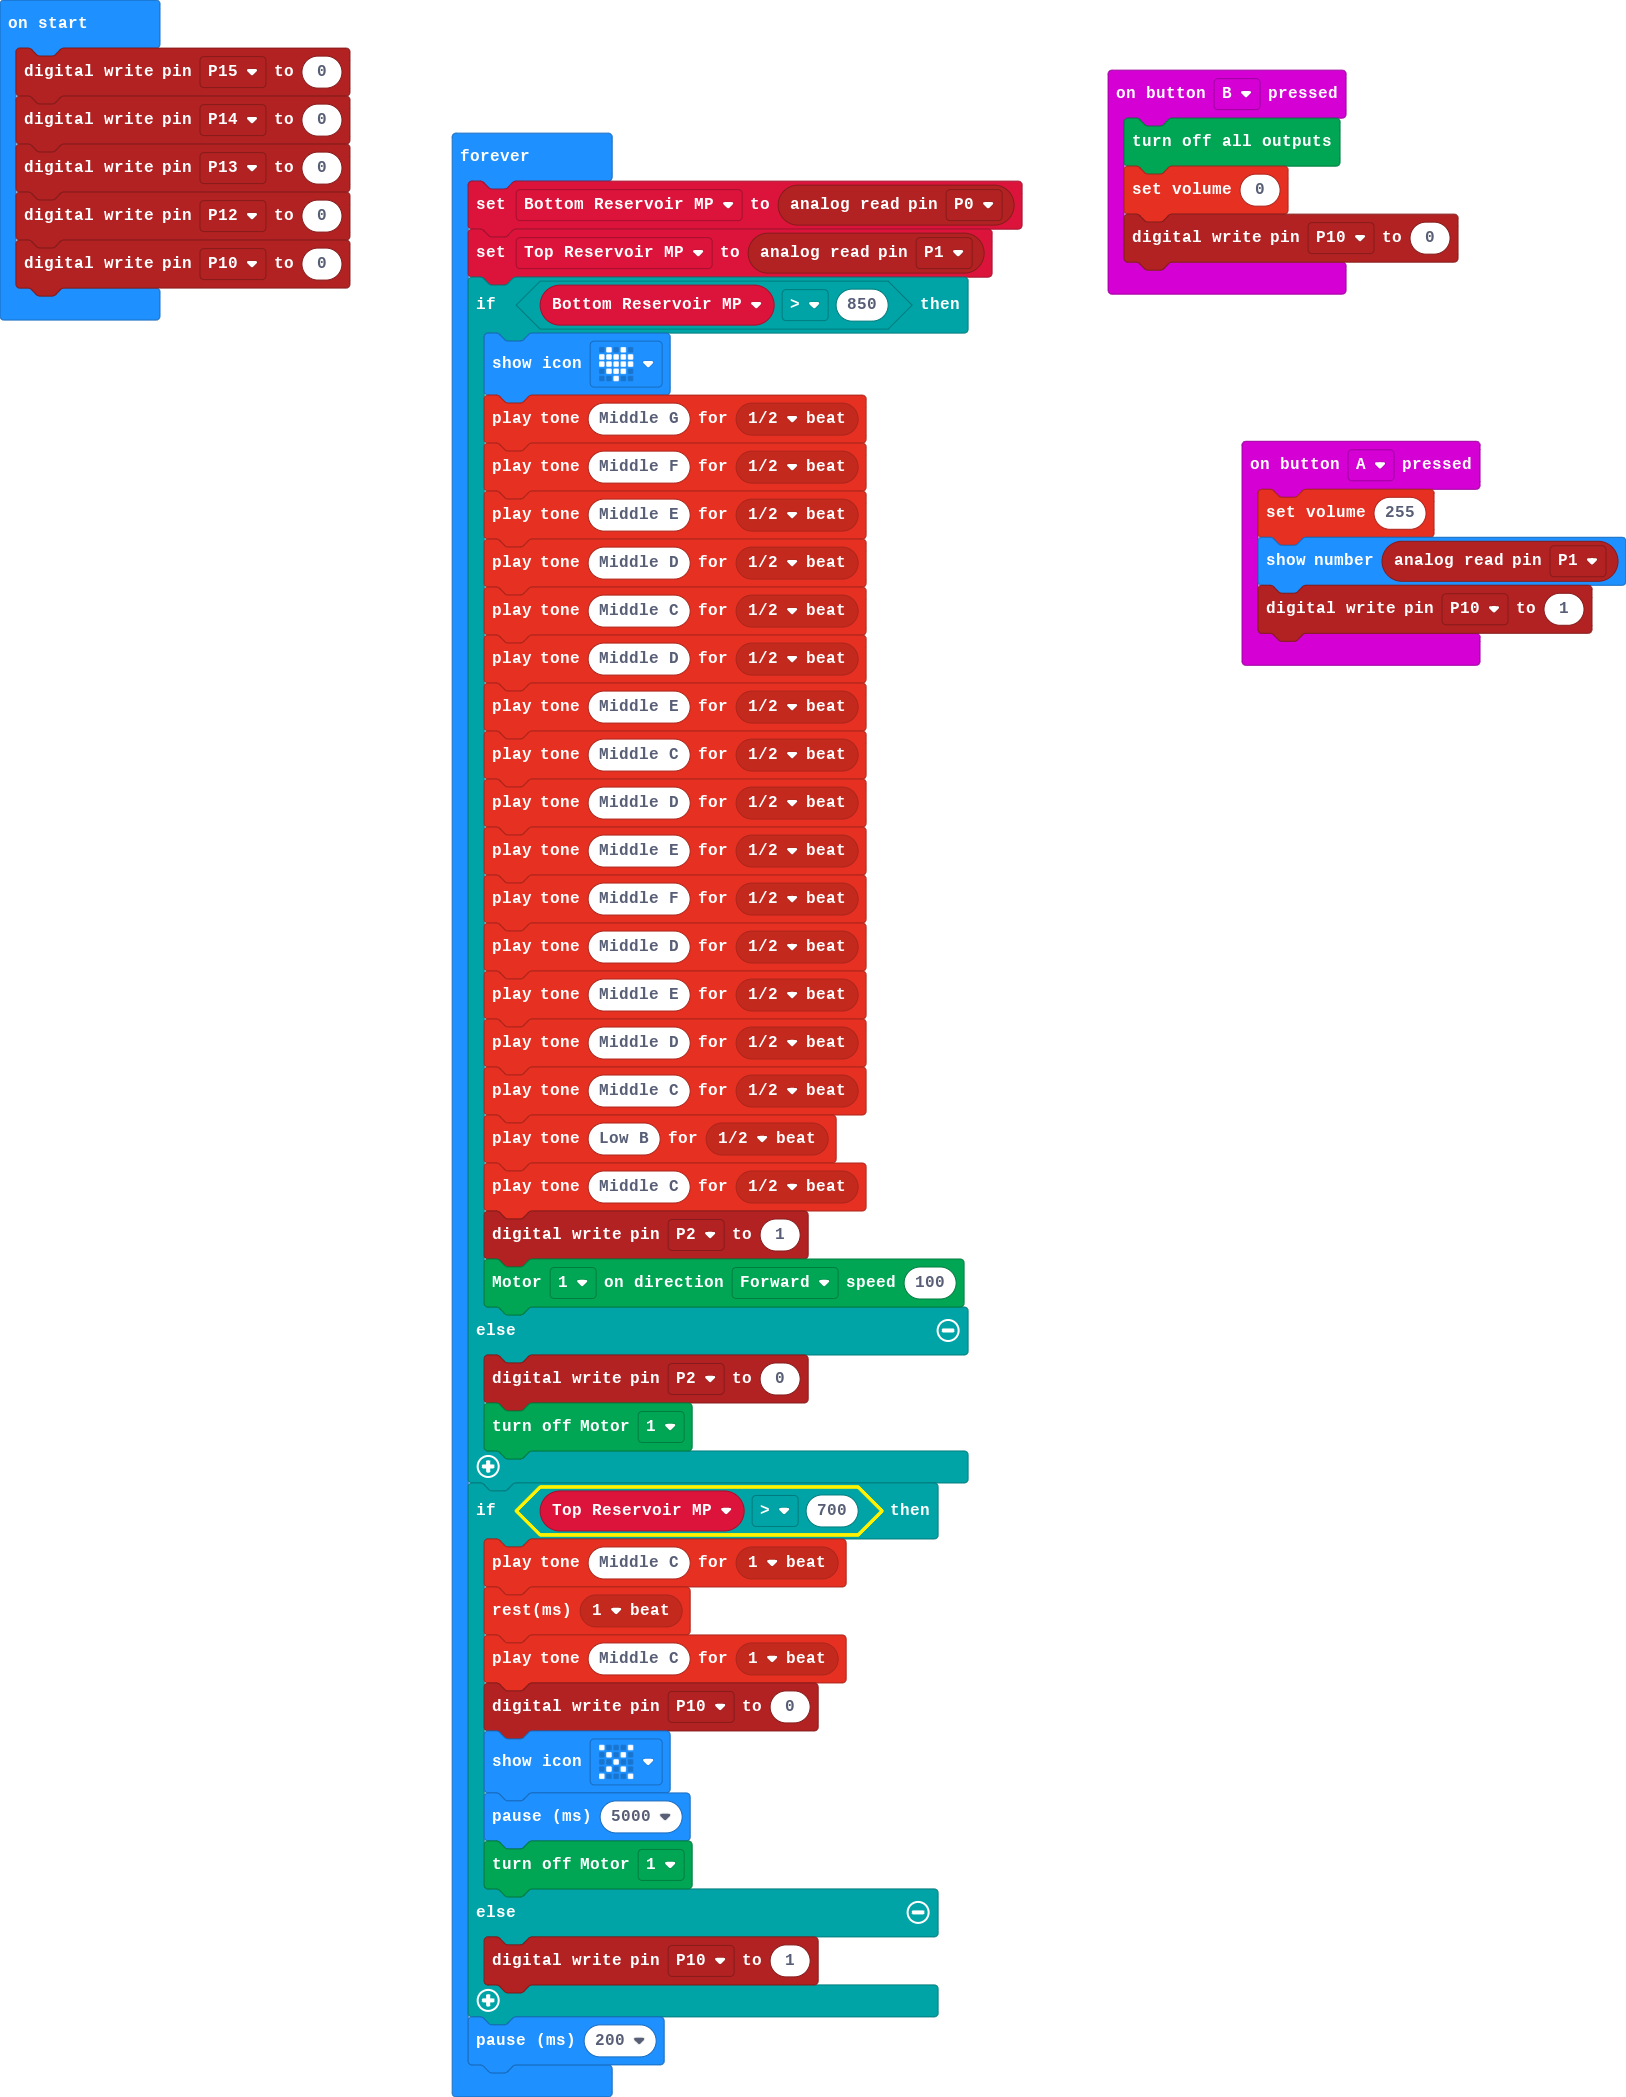 on start
digital write pin P15 to 0
digital write pin P14 to 0
digital write pin P13 to 0
digital write pin P12 to 0
digital write pin P10 to 0
forever
set Bottom Reservoir MP to analog read pin P0
set Top Reservoir MP to analog read pin P1
if Bottom Reservoir MP > 850 then
show icon
play tone Middle G for 1/2 beat
play tone Middle F for 1/2 beat
play tone Middle E for 1/2 beat
play tone Middle D for 1/2 beat
play tone Middle C for 1/2 beat
play tone Middle D for 1/2 beat
play tone Middle E for 1/2 beat
play tone Middle C for 1/2 beat
play tone Middle D for 1/2 beat
play tone Middle E for 1/2 beat
play tone Middle F for 1/2 beat
play tone Middle D for 1/2 beat
play tone Middle E for 1/2 beat
play tone Middle D for 1/2 beat
play tone Middle C for 1/2 beat
play tone Low B for 1/2 beat
play tone Middle C for 1/2 beat
digital write pin P2 to 1
Motor 1 on direction Forward speed 100
else
digital write pin P2 to 0
turn off Motor 1
if Top Reservoir MP > 700 then
play tone Middle C for 1 beat
rest(ms) 1 beat
play tone Middle C for 1 beat
digital write pin P10 to 0
show icon
pause (ms) 5000
turn off Motor 1
else
digital write pin P10 to 1
pause (ms) 200
on button B pressed
turn off all outputs
set volume 0
digital write pin P10 to 0
on button A pressed
set volume 255
show number analog read pin P1
digital write pin P10 to 1